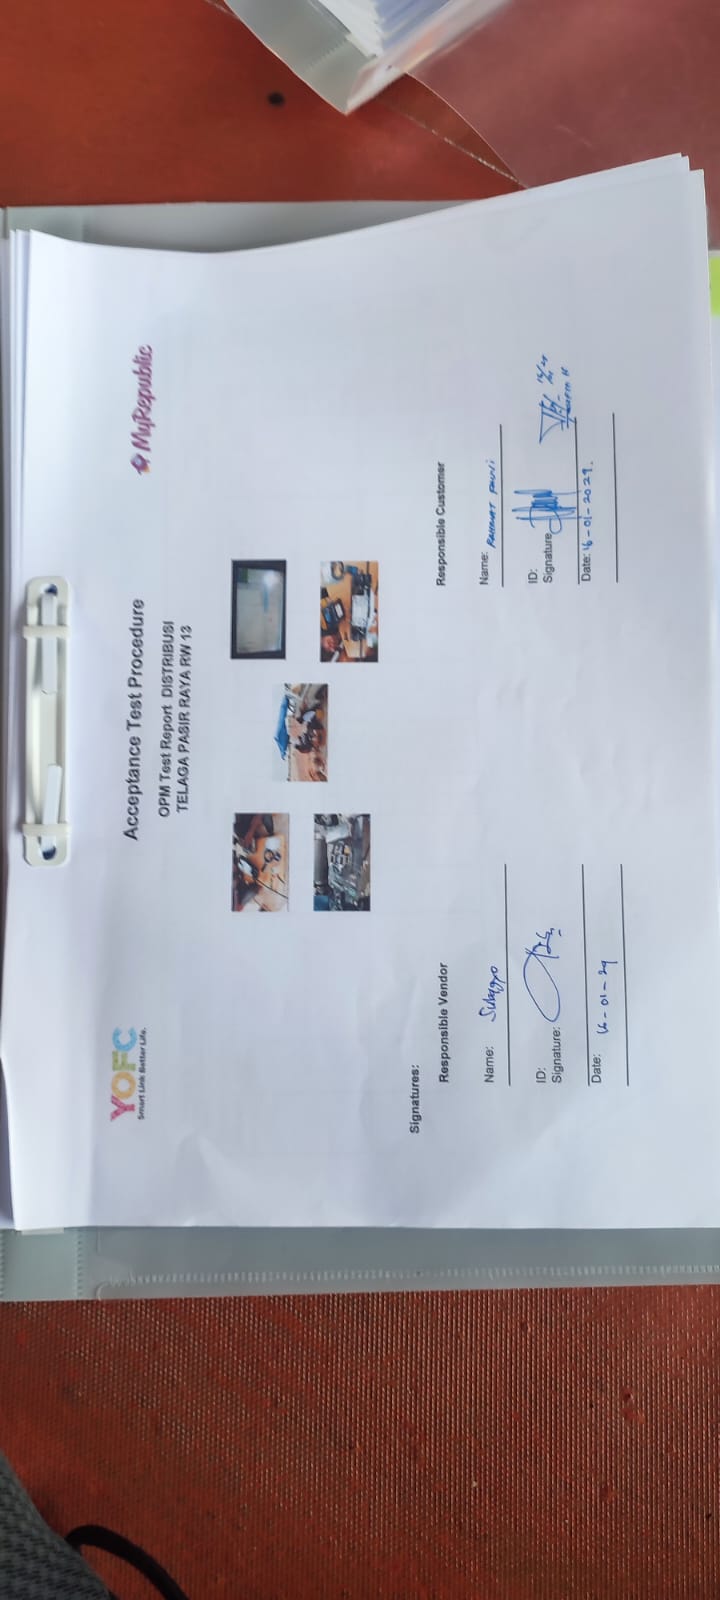 YOFC
Smart Link Better Life.
MyRepublic
Acceptance Test Procedure
OPM Test Report DISTRIBUSI
TELAGA PASIR RAYA RW 13
Signatures:
Responsible Vendor
Name: Subagyo
ID:
Signature:
Date: 16-01-24
Responsible Customer
Name: RAHMAT FAUZI
ID:
Signature
Date: 16-01-2024.